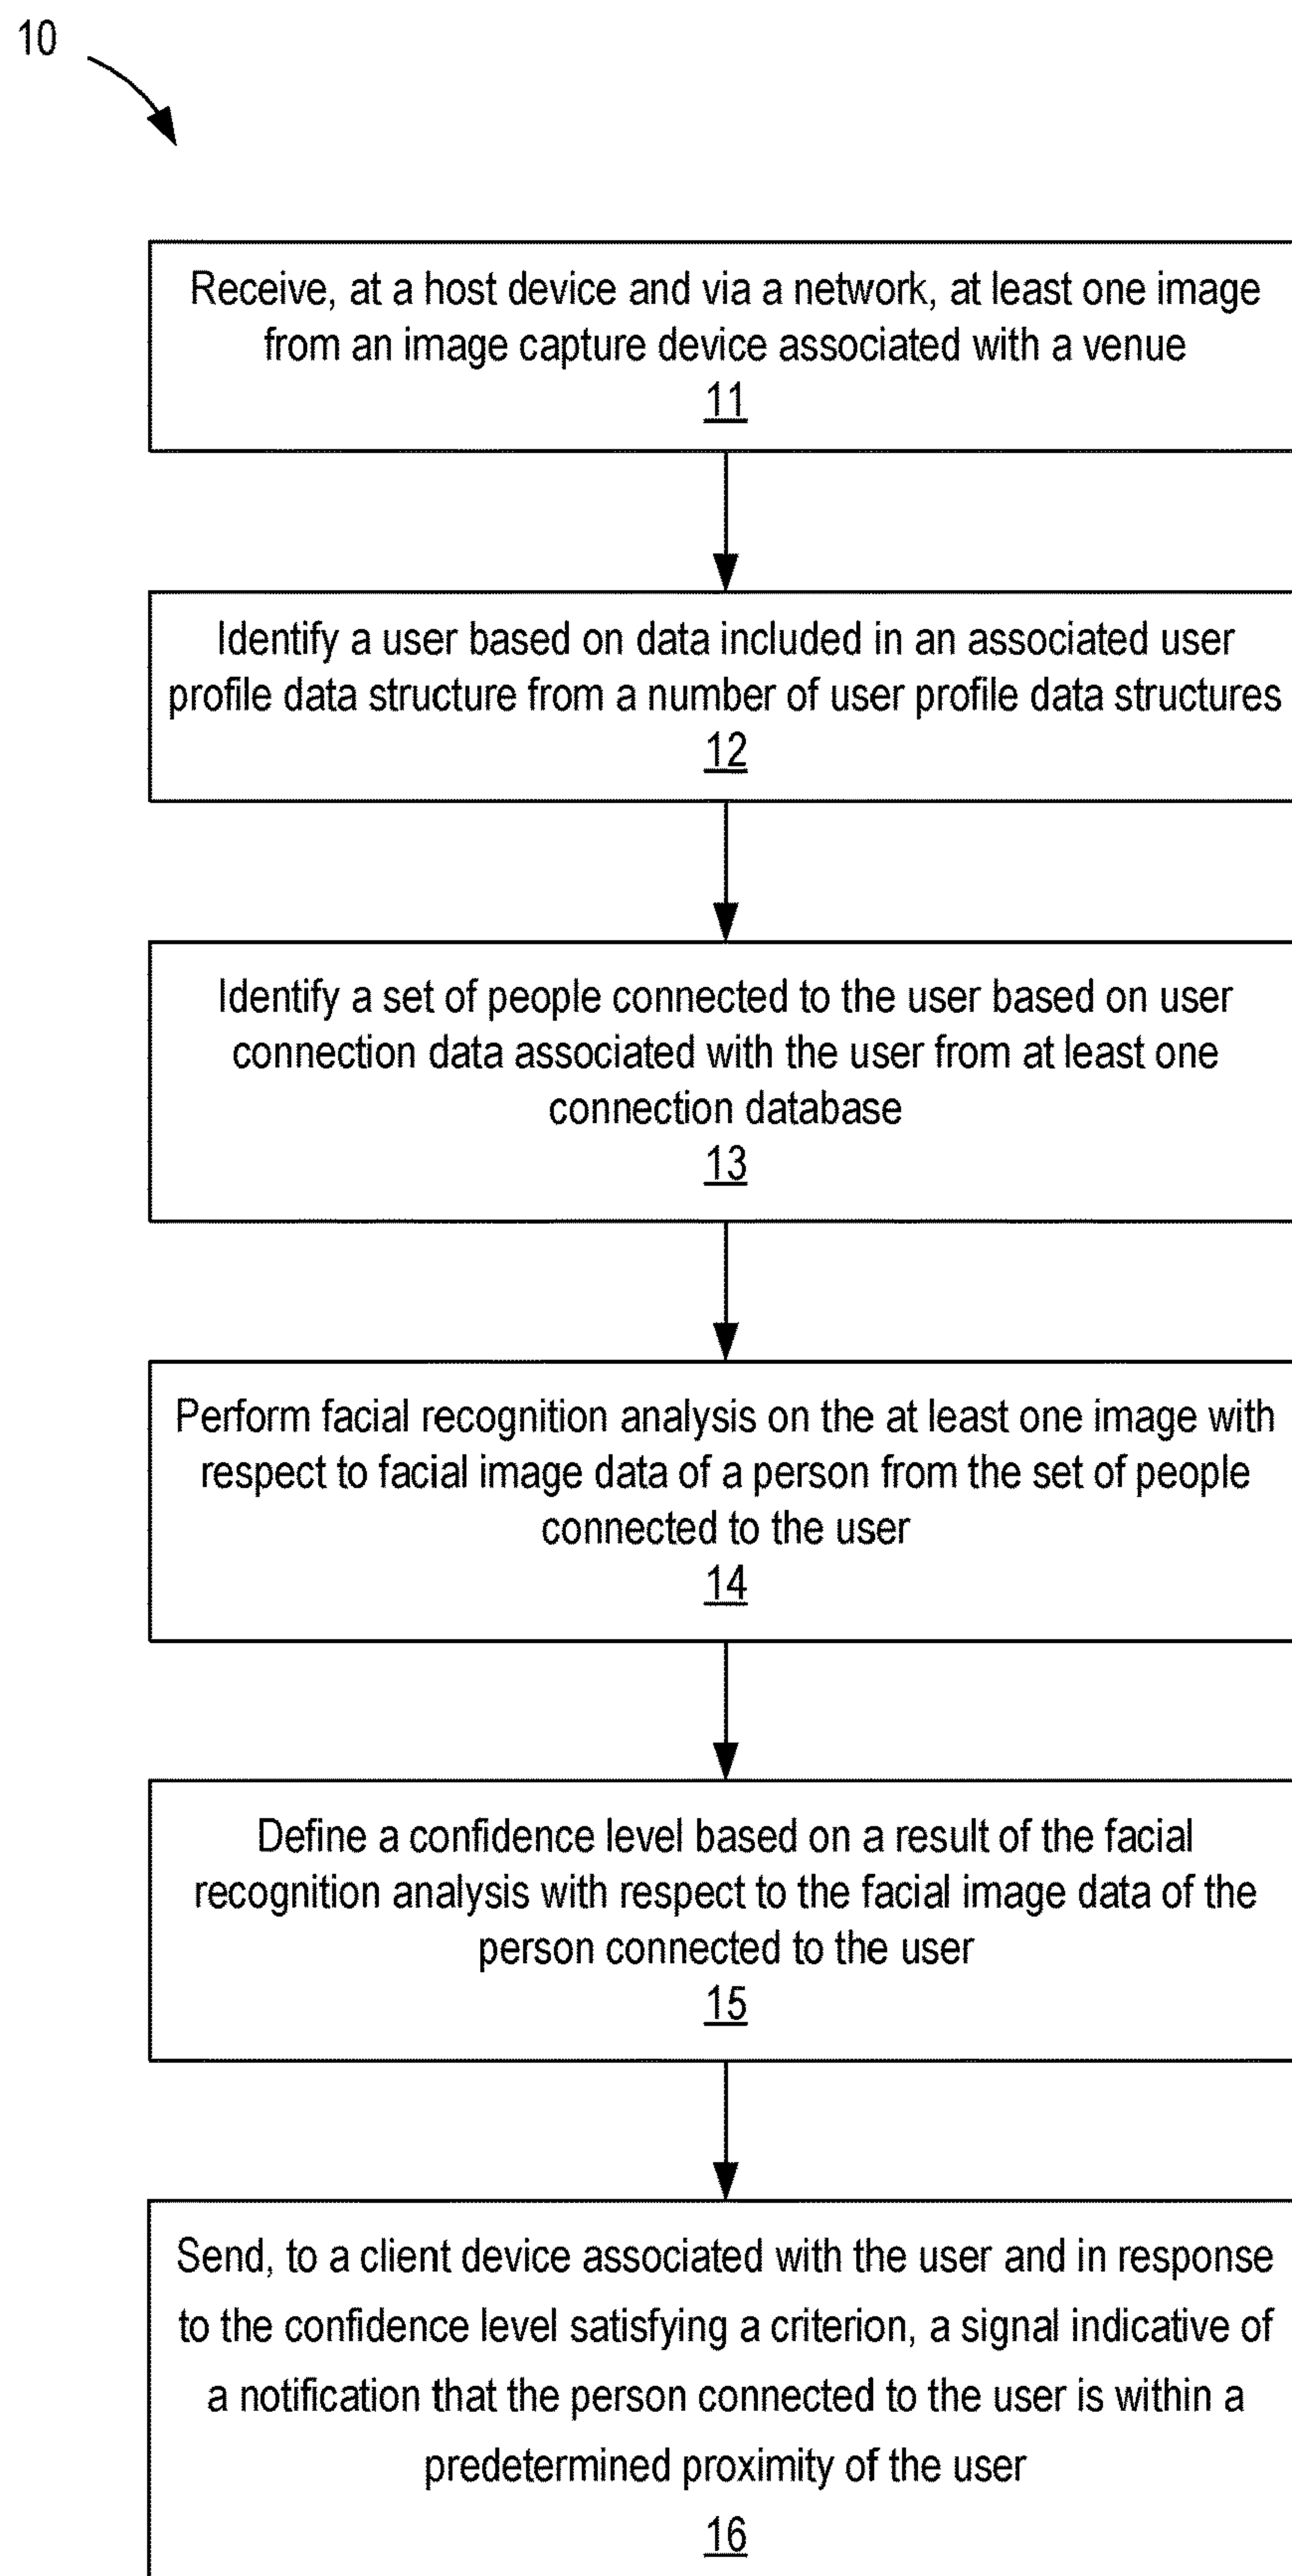 10
Receive, at a host device and via a network, at least one image
from an image capture device associated with a venue
11
Identify a user based on data included in an associated user
profile data structure from a number of user profile data structures
12
Identify a set of people connected to the user based on user
connection data associated with the user from at least one
connection database
13
Perform facial recognition analysis on the at least one image with
respect to facial image data of a person from the set of people
connected to the user
14
Define a confidence level based on a result of the facial
recognition analysis with respect to the facial image data of the
person connected to the user
15
Send, to a client device associated with the user and in response
to the confidence level satisfying a criterion, a signal indicative of
a notification that the person connected to the user is within a
predetermined proximity of the user
16